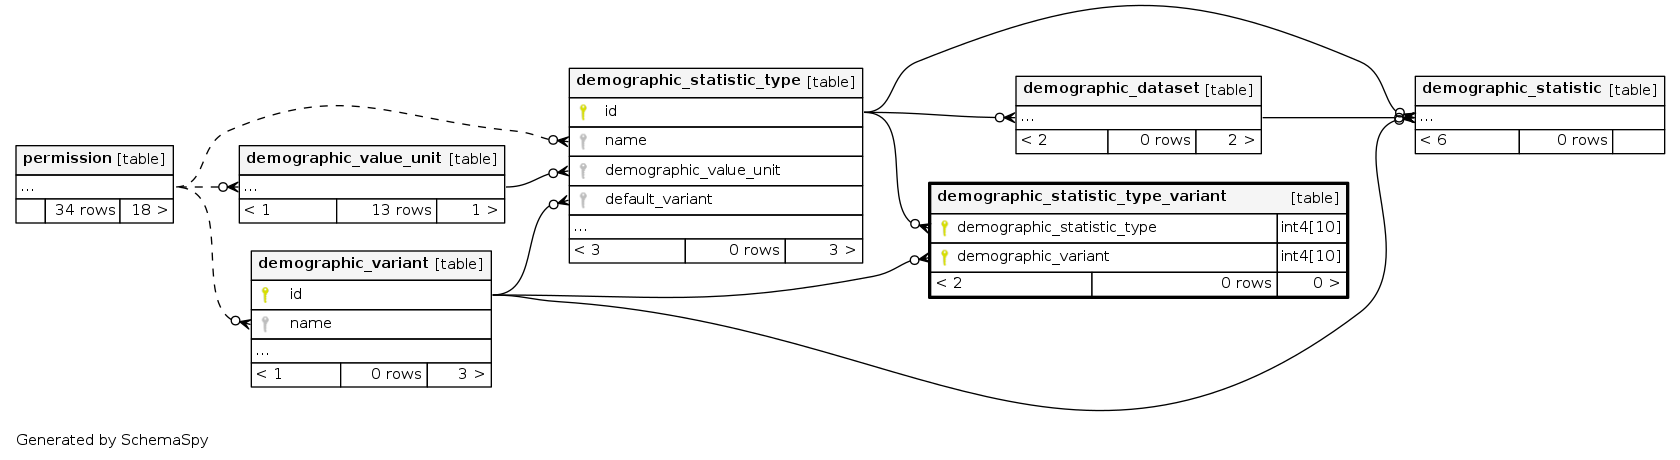 permission [table]
...
34 rows 18 >
demographic_value_unit [table]
...
< 1 13 rows 1 >
demographic_variant [table]
id
name
...
< 1 0 rows 3 >
demographic_statistic_type [table]
id
name
demographic_value_unit
default_variant
...
< 3 0 rows 3 >
demographic_dataset [table]
...
< 2 0 rows 2 >
demographic_statistic_type_variant [table]
demographic_statistic_type int4[10]
demographic_variant int4[10]
< 2 0 rows 0 >
demographic_statistic [table]
...
< 6 0 rows
Generated by SchemaSpy